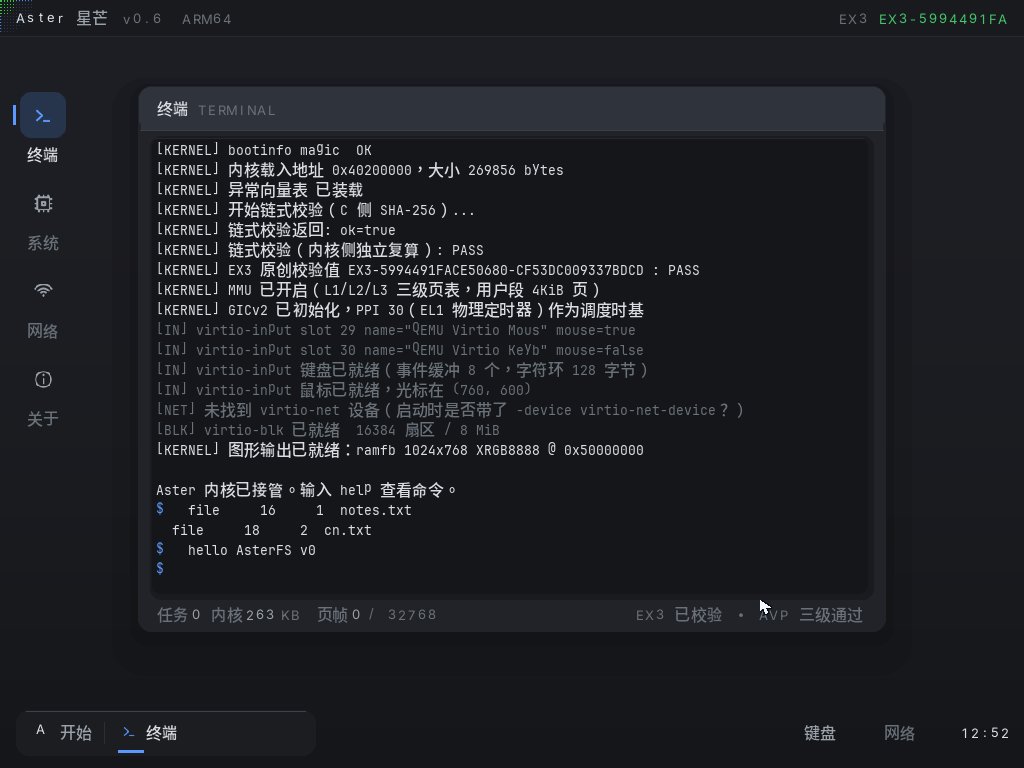 Aster 星芒 v0.6 ARM64
EX3 EX3-5994491FA
终端 TERMINAL
[KERNEL] bootinfo magic  OK
[KERNEL] 内核载入地址 0x40200000，大小 269856 bytes
[KERNEL] 异常向量表 已装载
[KERNEL] 开始链式校验（C 侧 SHA-256）...
[KERNEL] 链式校验返回: ok=true
[KERNEL] 链式校验（内核侧独立复算）: PASS
[KERNEL] EX3 原创校验值 EX3-5994491FACE50680-CF53DC009337BDCD : PASS
[KERNEL] MMU 已开启（L1/L2/L3 三级页表，用户段 4KiB 页）
[KERNEL] GICv2 已初始化，PPI 30（EL1 物理定时器）作为调度时基
[IN] virtio-input slot 29 name="QEMU Virtio Mous" mouse=true
[IN] virtio-input slot 30 name="QEMU Virtio Keyb" mouse=false
[IN] virtio-input 键盘已就绪（事件缓冲 8 个，字符环 128 字节）
[IN] virtio-input 鼠标已就绪，光标在 (760, 600)
[NET] 未找到 virtio-net 设备（启动时是否带了 -device virtio-net-device？）
[BLK] virtio-blk 已就绪  16384 扇区 / 8 MiB
[KERNEL] 图形输出已就绪：ramfb 1024x768 XRGB8888 @ 0x50000000
Aster 内核已接管。输入 help 查看命令。
$   file     16     1  notes.txt
  file     18     2  cn.txt
$   hello AsterFS v0
$
任务 0 内核 263 KB 页帧 0 / 32768
EX3 已校验 • AVP 三级通过
终端
系统
网络
关于
A 开始 >_ 终端
键盘 网络 12:52